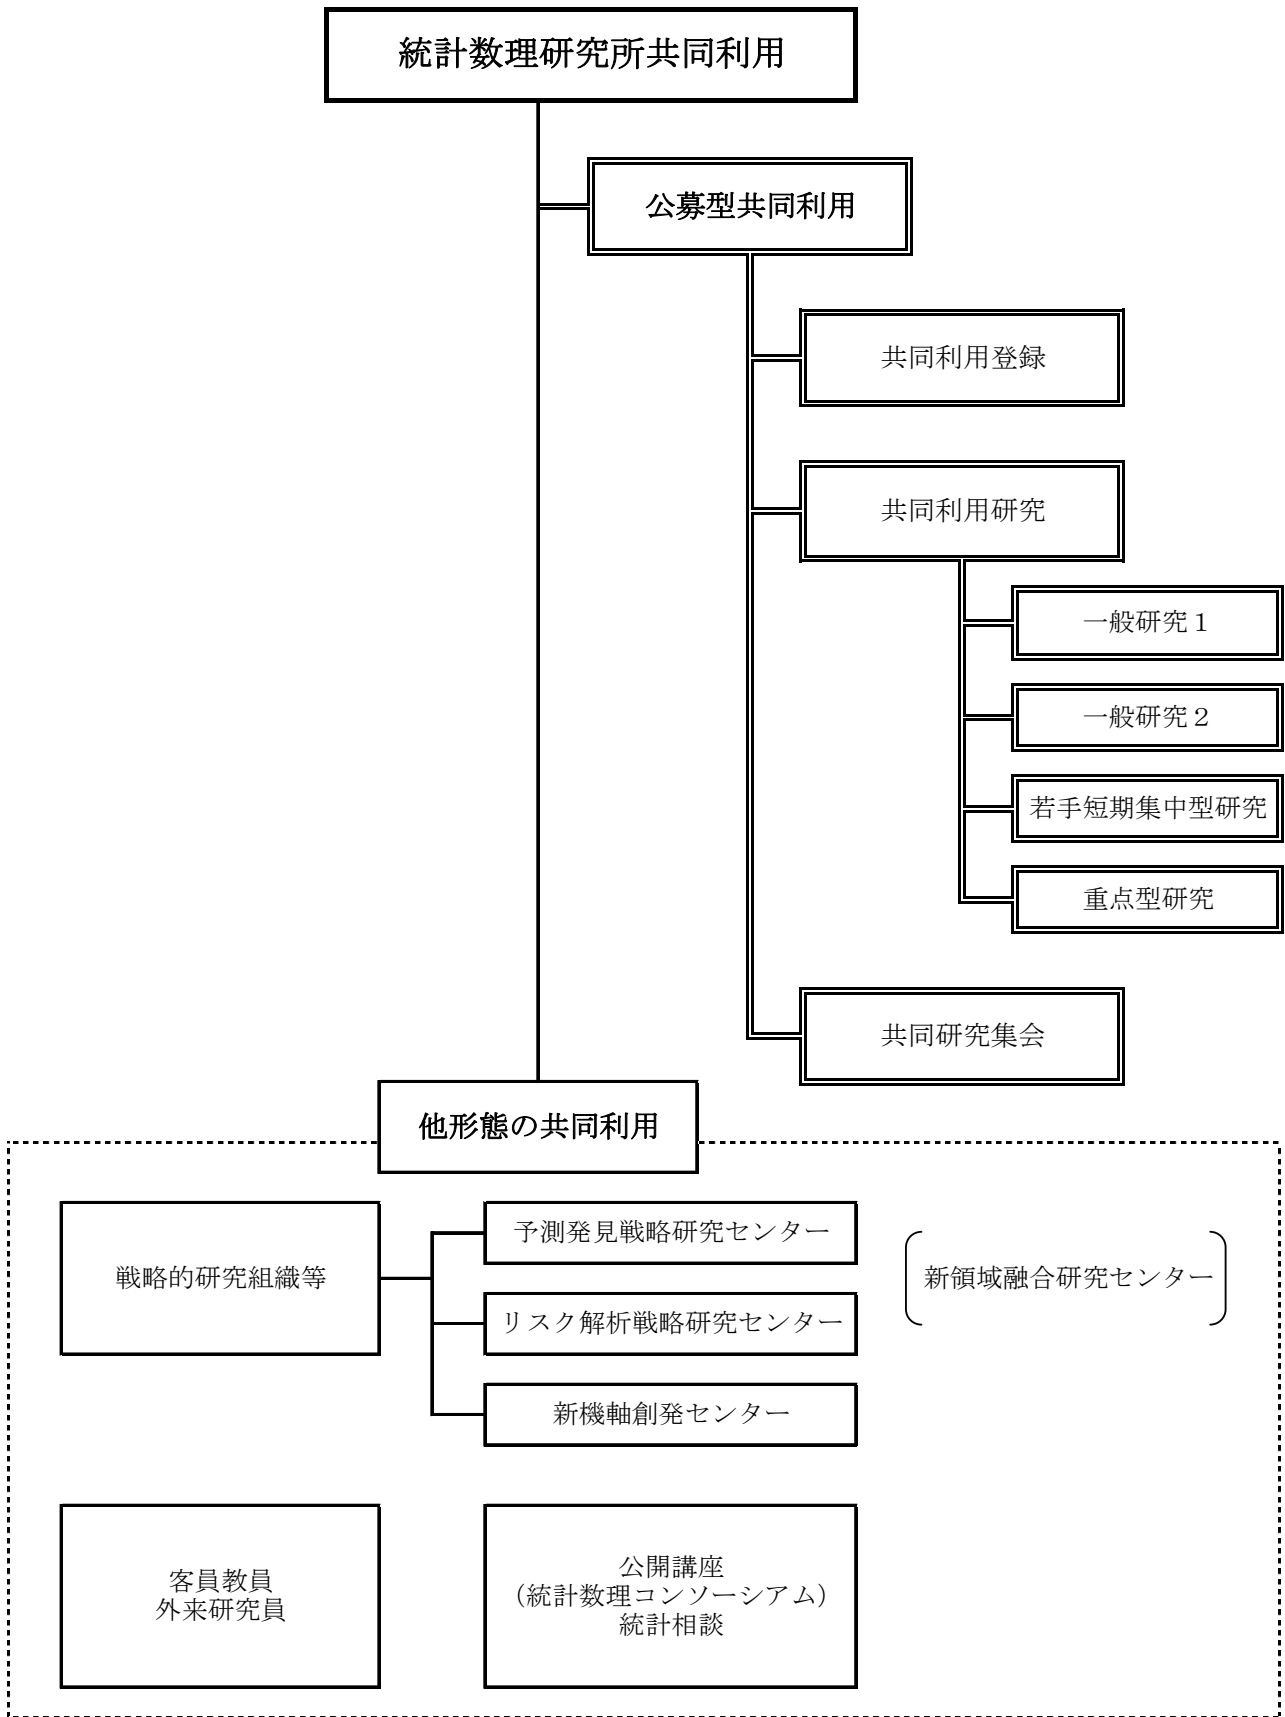 統計数理研究所共同利用
公募型共同利用
共同利用登録
共同利用研究
一般研究１
一般研究２
若手短期集中型研究
重点型研究
共同研究集会
他形態の共同利用
戦略的研究組織等
予測発見戦略研究センター
リスク解析戦略研究センター
新機軸創発センター
新領域融合研究センター
客員教員
外来研究員
公開講座
（統計数理コンソーシアム）
統計相談